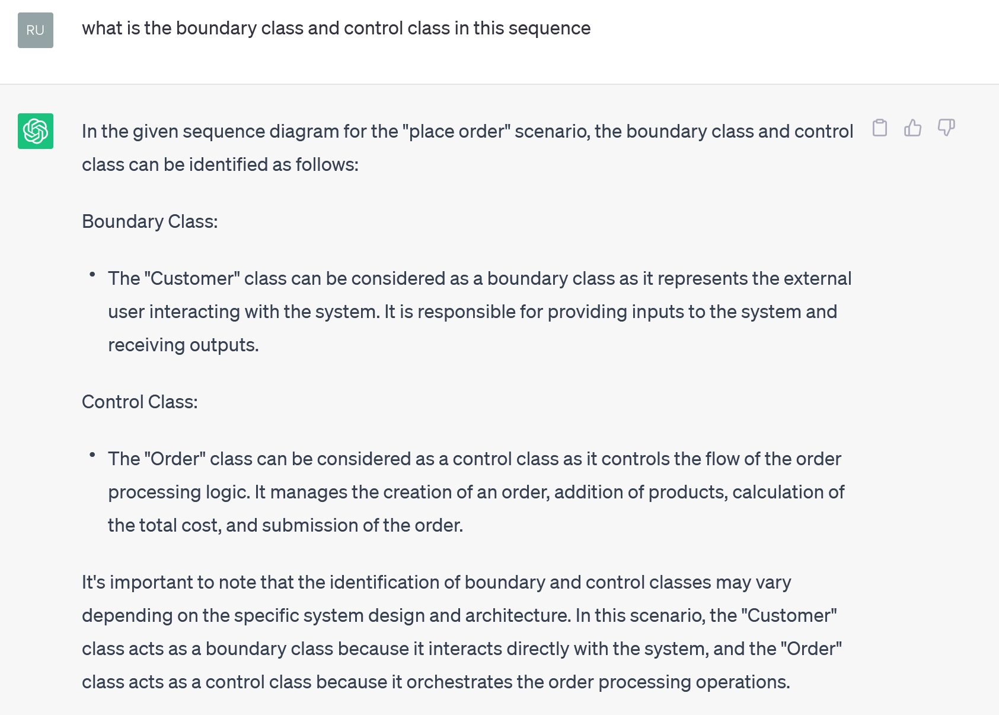 RU
what is the boundary class and control class in this sequence
In the given sequence diagram for the "place order" scenario, the boundary class and control
class can be identified as follows:
Boundary Class:
• The "Customer" class can be considered as a boundary class as it represents the external
user interacting with the system. It is responsible for providing inputs to the system and
receiving outputs.
Control Class:
• The "Order" class can be considered as a control class as it controls the flow of the order
processing logic. It manages the creation of an order, addition of products, calculation of
the total cost, and submission of the order.
It's important to note that the identification of boundary and control classes may vary
depending on the specific system design and architecture. In this scenario, the "Customer"
class acts as a boundary class because it interacts directly with the system, and the "Order"
class acts as a control class because it orchestrates the order processing operations.